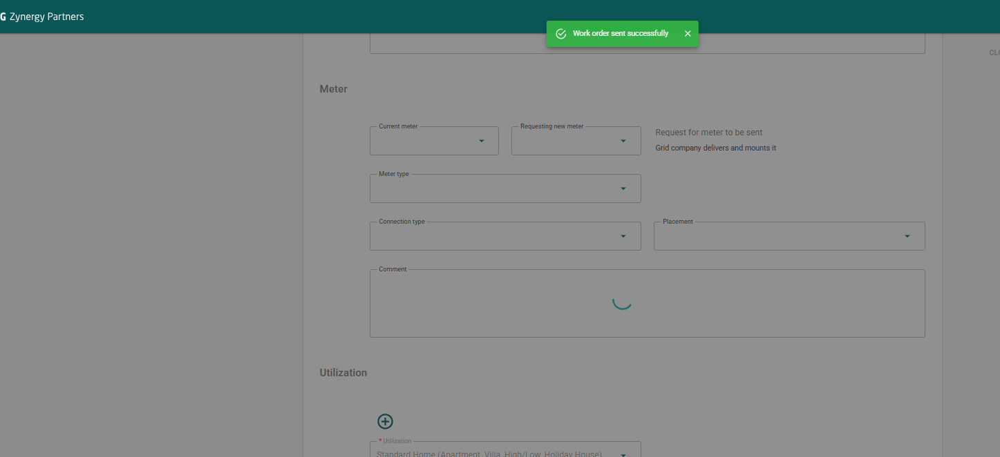 G Zynergy Partners
Work order sent successfully
CLO
Meter
Current meter
Requesting new meter
Request for meter to be sent
Grid company delivers and mounts it
Meter type
Connection type
Placement
Comment
Utilization
* Utilization
Standard Home (Apartment, Villa, High/Low, Holiday House)